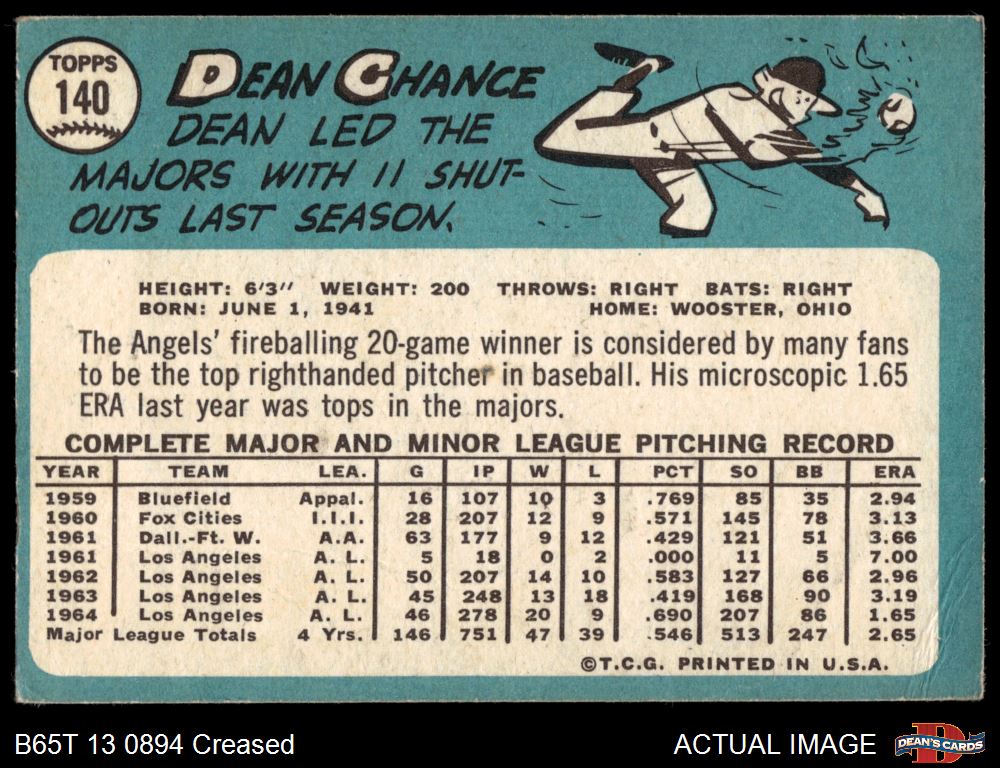 TOPPS
140
DEAN CHANCE
DEAN LED THE
MAJORS WITH 11 SHUT-
OUTS LAST SEASON.
HEIGHT: 6'3" WEIGHT: 200 THROWS: RIGHT BATS: RIGHT
BORN: JUNE 1, 1941 HOME: WOOSTER, OHIO
The Angels' fireballing 20-game winner is considered by many fans
to be the top righthanded pitcher in baseball. His microscopic 1.65
ERA last year was tops in the majors.
COMPLETE MAJOR AND MINOR LEAGUE PITCHING RECORD
YEAR TEAM LEA. G IP W L PCT SO BB ERA
1959 Bluefield Appal. 16 107 10 3 .769 85 35 2.94
1960 Fox Cities I.I.I. 28 207 12 9 .571 145 78 3.13
1961 Dall.-Ft. W. A.A. 63 177 9 12 .429 121 51 3.66
1961 Los Angeles A. L. 5 18 0 2 .000 11 5 7.00
1962 Los Angeles A. L. 50 207 14 10 .583 127 66 2.96
1963 Los Angeles A. L. 45 248 13 18 .419 168 90 3.19
1964 Los Angeles A. L. 46 278 20 9 .690 207 86 1.65
Major League Totals 4 Yrs. 146 751 47 39 .546 513 247 2.65
©T.C.G. PRINTED IN U.S.A.
B65T 13 0894 Creased ACTUAL IMAGE
D
DEAN'S CARDS